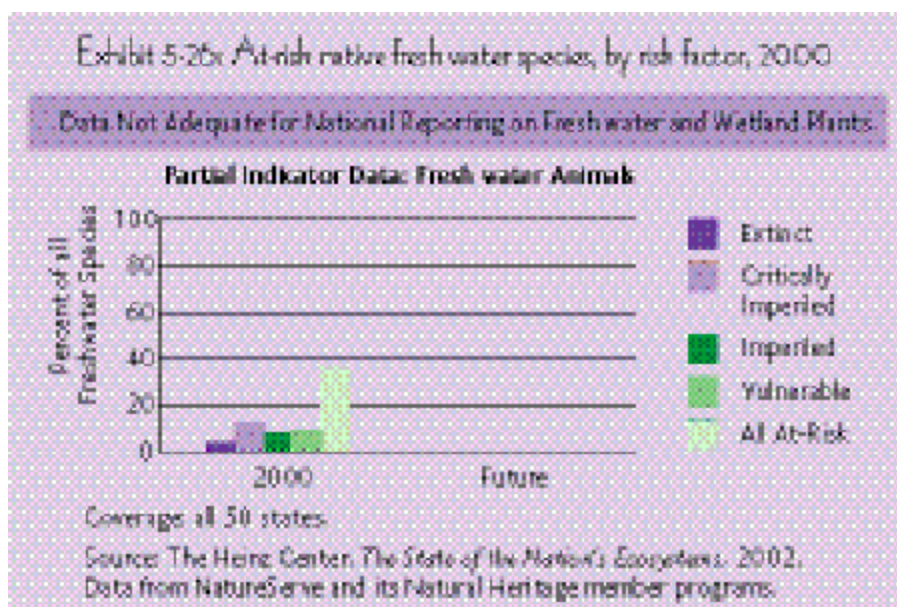 Exhibit 5-26: At-risk native fresh water species, by risk factor, 2000
Data Not Adequate for National Reporting on Freshwater and Wetland Plants
Partial Indicator Data: Fresh water Animals
Percent of all
Freshwater Species
100
80
60
40
20
0
2000
Future
Extinct
Critically
Imperiled
Imperiled
Vulnerable
All At-Risk
Coverage: all 50 states.
Source: The Heinz Center. The State of the Nation's Ecosystems. 2002.
Data from NatureServe and its Natural Heritage member programs.